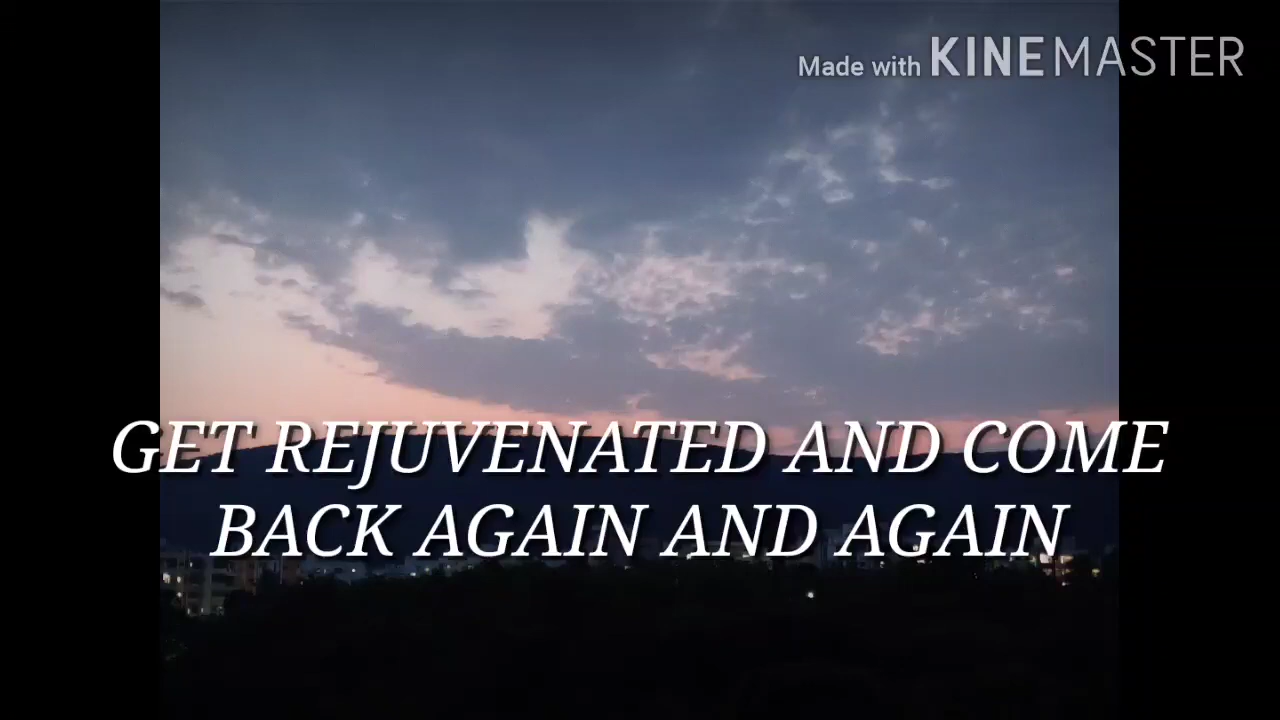 Made with KINEMASTER
GET REJUVENATED AND COME
BACK AGAIN AND AGAIN